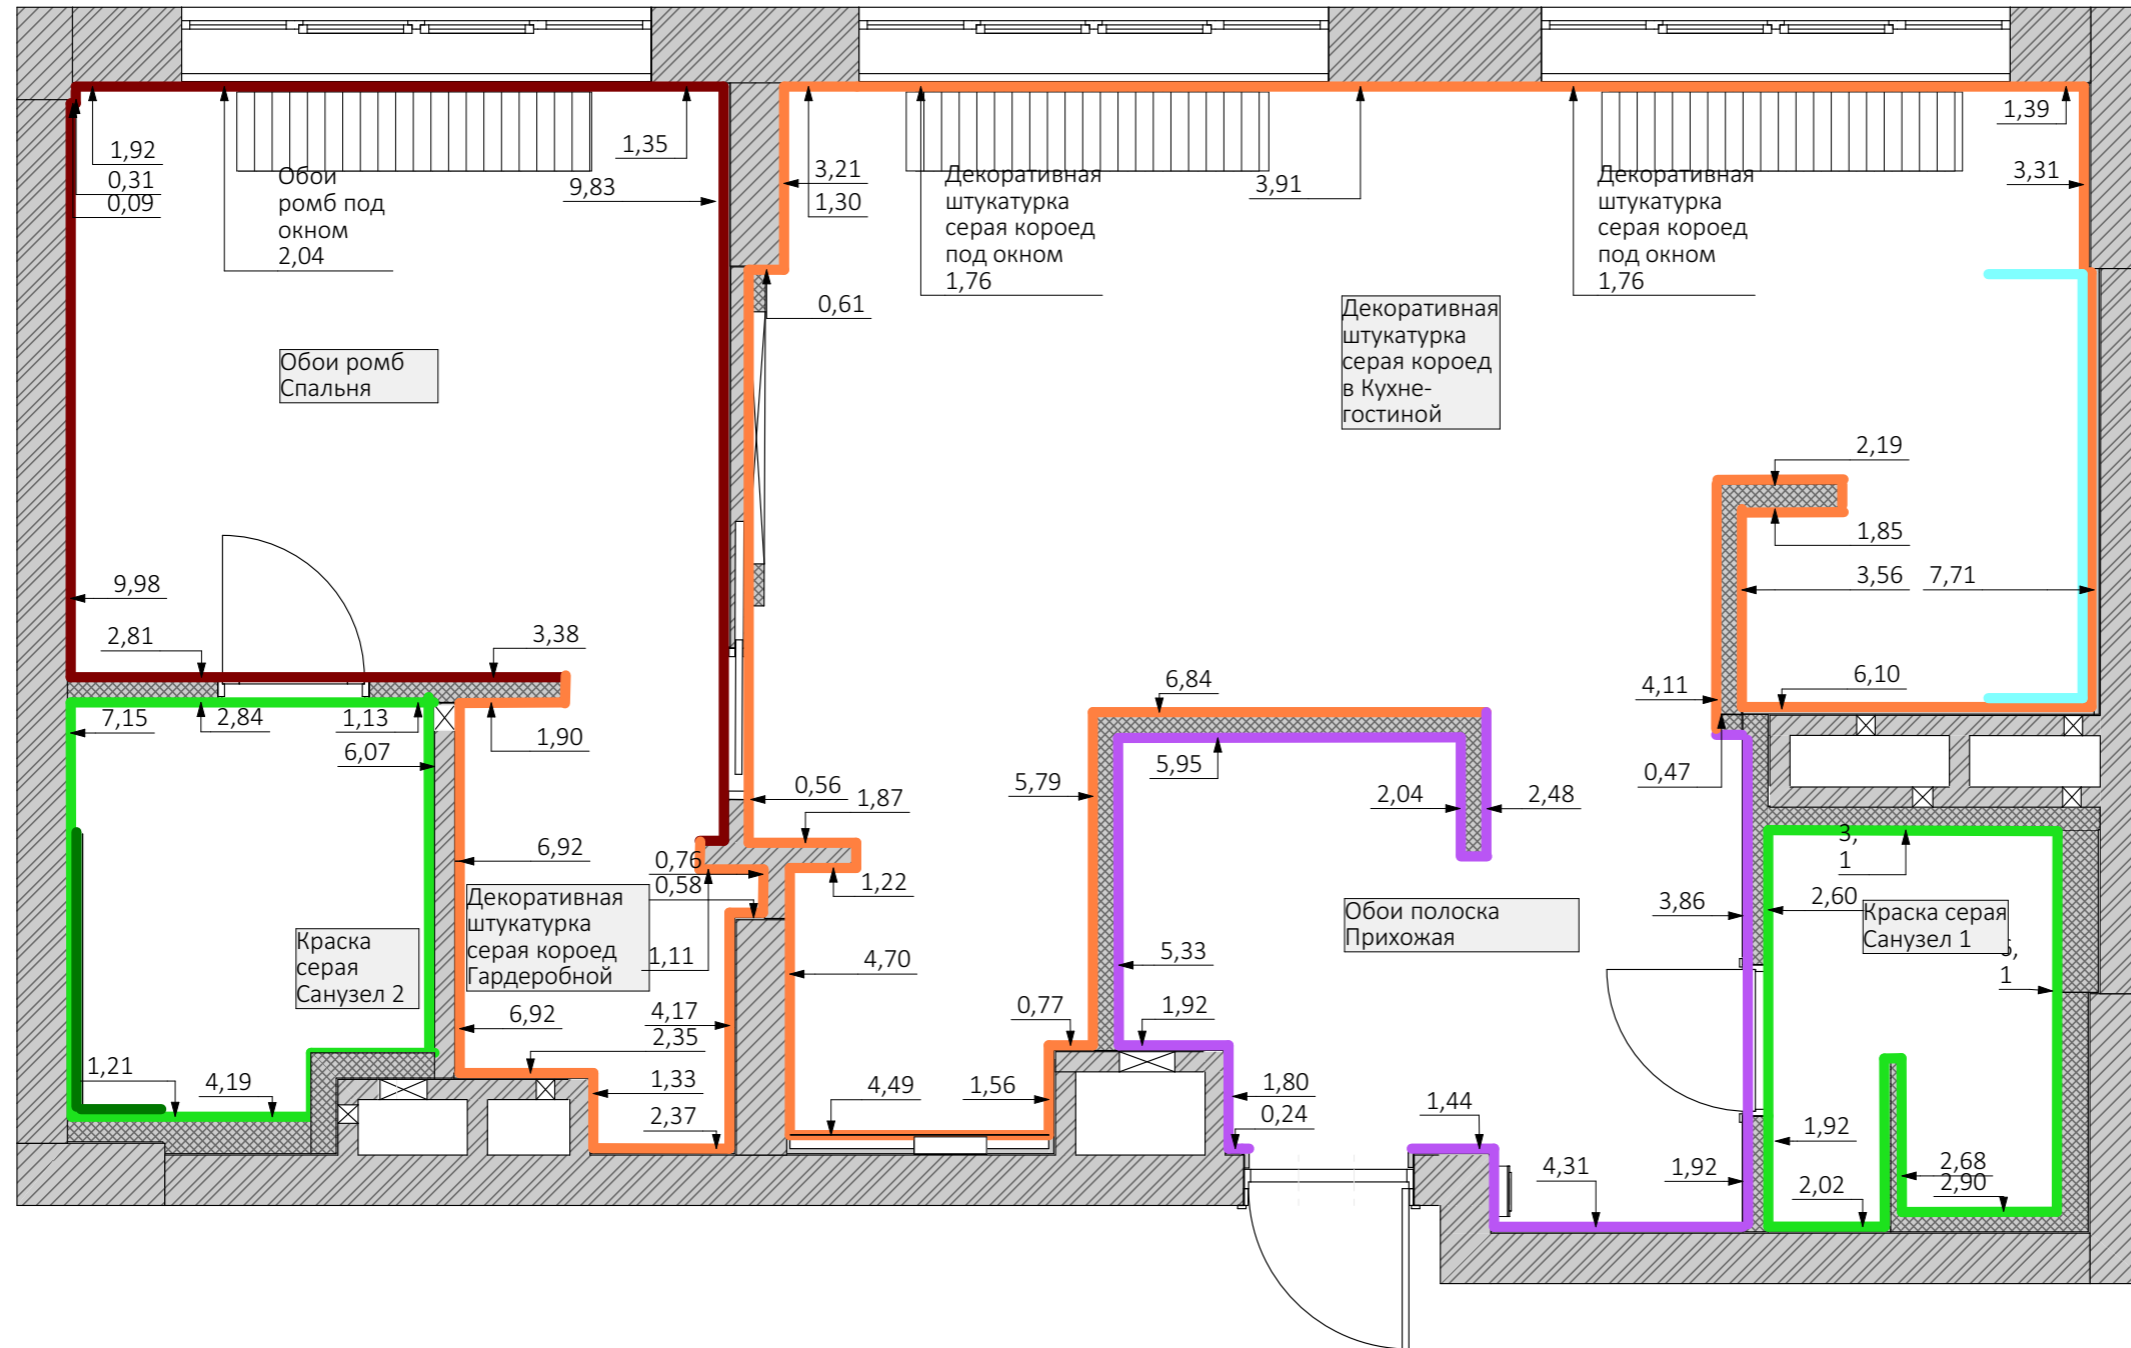 1,92
0,31
0,09
Обои
ромб под
окном
2,04
1,35
9,83
3,21
1,30
Декоративная
штукатурка
серая короед
под окном
1,76
3,91
Декоративная
штукатурка
серая короед
под окном
1,76
1,39
3,31
0,61
Обои ромб
Спальня
Декоративная
штукатурка
серая короед
в Кухне-
гостиной
2,19
1,85
3,56
7,71
9,98
2,81
3,38
4,11
6,10
6,84
7,15
2,84
1,13
6,07
1,90
0,56
1,87
5,79
5,95
2,04
2,48
0,47
6,92
0,76
0,58
1,22
3,
1
Декоративная
штукатурка
серая короед
Гардеробной
1,11
Краска
серая
Санузел 2
4,70
5,33
Обои полоска
Прихожая
3,86
2,60
Краска серая
Санузел 1
1
6,92
4,17
2,35
0,77
1,92
1,21
4,19
1,33
2,37
4,49
1,56
1,80
0,24
1,44
4,31
1,92
1,92
2,02
2,68
2,90